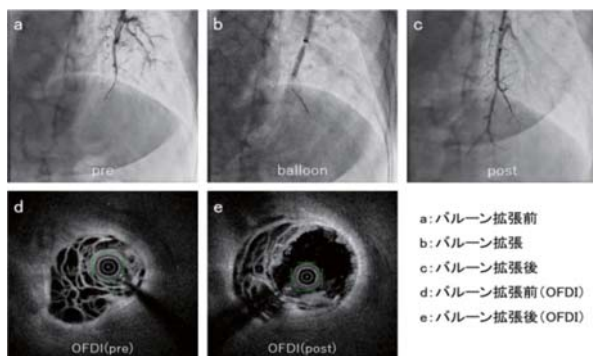 a
b
c
pre
balloon
post
d
e
OFDI(pre)
OFDI(post)
a:バルーン拡張前
b:バルーン拡張
c:バルーン拡張後
d:バルーン拡張前(OFDI)
e:バルーン拡張後(OFDI)